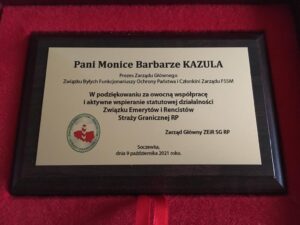 Pani Monice Barbarze KAZULA
Prezes Zarządu Głównego
Związku Byłych Funkcjonariuszy Ochrony Państwa i Członkini Zarządu FSSM
W podziękowaniu za owocną współpracę
i aktywne wspieranie statutowej działalności
Związku Emerytów i Rencistów
Straży Granicznej RP
Zarząd Główny ZEiR SG RP
Soczewka,
dnia 9 października 2021 roku.